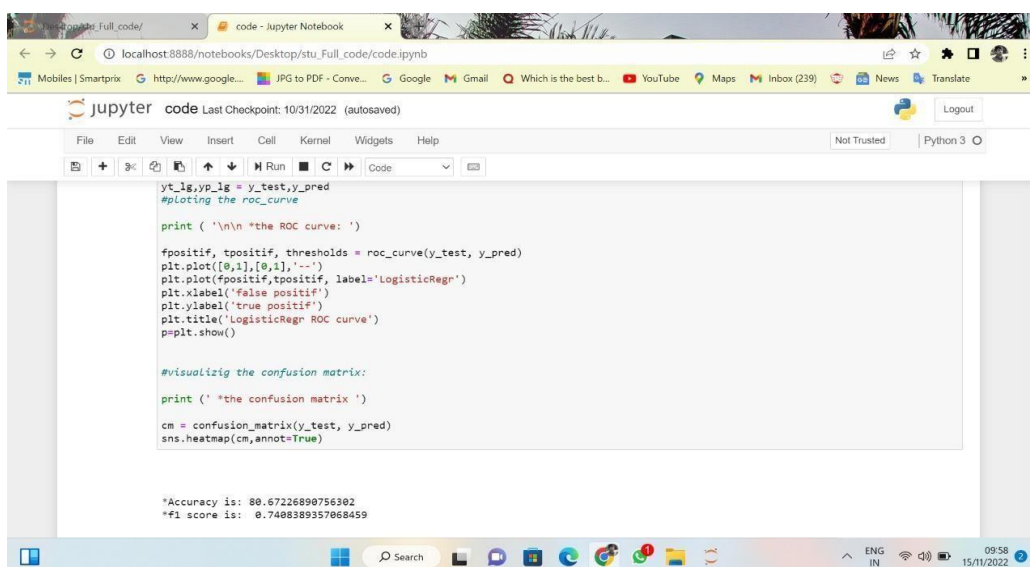 Desktop/stu_Full_code/
code - Jupyter Notebook
localhost:8888/notebooks/Desktop/stu_Full_code/code.ipynb
Mobiles | Smartprix
http://www.google....
JPG to PDF - Conve...
Google
Gmail
Which is the best b...
YouTube
Maps
Inbox (239)
News
Translate
»
jupyter code Last Checkpoint: 10/31/2022 (autosaved)
Logout
File Edit View Insert Cell Kernel Widgets Help
Not Trusted
Python 3
Run
Code
yt_lg,yp_lg = y_test,y_pred
#ploting the roc_curve
print ( '\n\n *the ROC curve: ')
fpositif, tpositif, thresholds = roc_curve(y_test, y_pred)
plt.plot([0,1],[0,1],'--')
plt.plot(fpositif,tpositif, label='LogisticRegr')
plt.xlabel('false positif')
plt.ylabel('true positif')
plt.title('LogisticRegr ROC curve')
p=plt.show()
#visualizig the confusion matrix:
print (' *the confusion matrix ')
cm = confusion_matrix(y_test, y_pred)
sns.heatmap(cm,annot=True)
*Accuracy is: 80.67226890756302
*f1 score is:  0.7408389357068459
Search
ENG
IN
09:58
15/11/2022
2